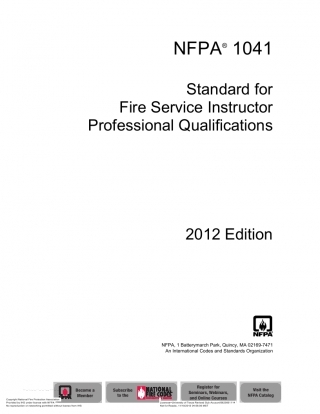 NFPA® 1041
Standard for
Fire Service Instructor
Professional Qualifications
2012 Edition
NFPA
NFPA, 1 Batterymarch Park, Quincy, MA 02169-7471
An International Codes and Standards Organization
NFPA
Become a
Member
Subscribe
to the
NATIONAL
FIRE CODES
Register for
Seminars, Webinars,
and Online Courses
Visit the
NFPA Catalog